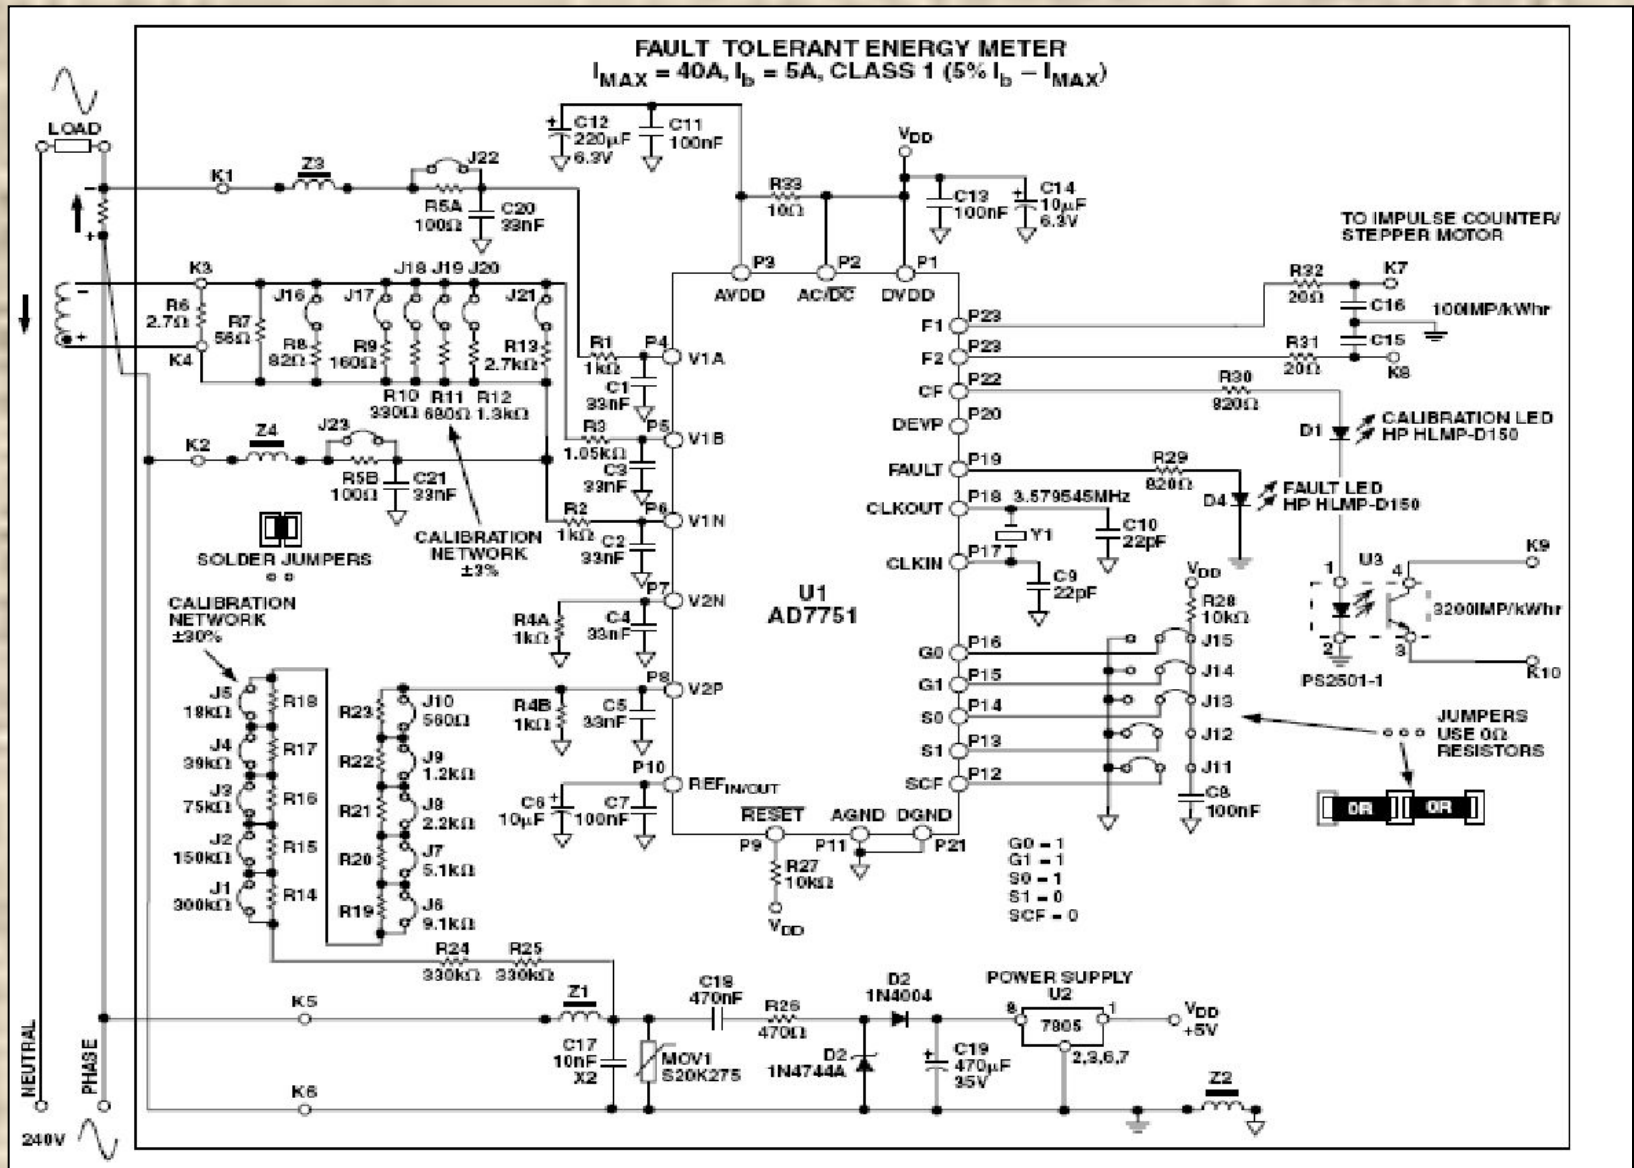 FAULT TOLERANT ENERGY METER
IMAX = 40A, Ib = 5A, CLASS 1 (5% Ib – IMAX)
LOAD
–
+
K1
Z3
J22
R5A
100Ω
C20
33nF
C12
220µF
6.3V
C11
100nF
VDD
R33
10Ω
C13
100nF
C14
10µF
6.3V
TO IMPULSE COUNTER/
STEPPER MOTOR
K3
–
+
K4
R6
2.7Ω
R7
56Ω
J16
R8
82Ω
J17
R9
160Ω
J18 J19 J20
R10
330Ω
R11
680Ω
R12
1.3kΩ
J21
R13
2.7kΩ
P3
AVDD
P2
AC/DC
P1
DVDD
R32
20Ω
K7
C16
100IMP/kWhr
C15
R31
20Ω
K8
R1
1kΩ
P4
V1A
C1
33nF
R3
1.05kΩ
P5
V1B
C3
33nF
R2
1kΩ
P6
V1N
C2
33nF
F1
P23
F2
P23
CF
P22
R30
820Ω
DEVP
P20
D1
CALIBRATION LED
HP HLMP-D150
FAULT
P19
R29
820Ω
D4
FAULT LED
HP HLMP-D150
CLKOUT
P18
3.579545MHz
Y1
C10
22pF
CLKIN
P17
C9
22pF
K2
Z4
J23
R5B
100Ω
C21
33nF
CALIBRATION
NETWORK
±3%
SOLDER JUMPERS
CALIBRATION
NETWORK
±30%
U1
AD7751
P7
V2N
R4A
1kΩ
C4
33nF
P8
V2P
R4B
1kΩ
C5
33nF
P10
REFIN/OUT
C6
10µF
C7
100nF
VDD
R28
10kΩ
G0
P16
J15
G1
P15
J14
S0
P14
J13
S1
P13
J12
SCF
P12
J11
C8
100nF
1
U3
4
2
3
PS2501-1
K9
3200IMP/kWhr
K10
JUMPERS
USE 0Ω
RESISTORS
0R 0R
J5
18kΩ
R18
J4
39kΩ
R17
J3
75kΩ
R16
J2
150kΩ
R15
J1
300kΩ
R14
R23
J10
560Ω
R22
J9
1.2kΩ
R21
J8
2.2kΩ
R20
J7
5.1kΩ
R19
J6
9.1kΩ
R24
330kΩ
R25
330kΩ
RESET
P9
R27
10kΩ
VDD
AGND
P11
DGND
P21
G0 = 1
G1 = 1
S0 = 1
S1 = 0
SCF = 0
NEUTRAL
PHASE
240V
K5
K6
Z1
C17
10nF
X2
MOV1
S20K275
C18
470nF
R26
470Ω
D2
1N4004
D2
1N4744A
C19
470µF
35V
POWER SUPPLY
U2
8
7805
1
2,3,6,7
VDD
+5V
Z2